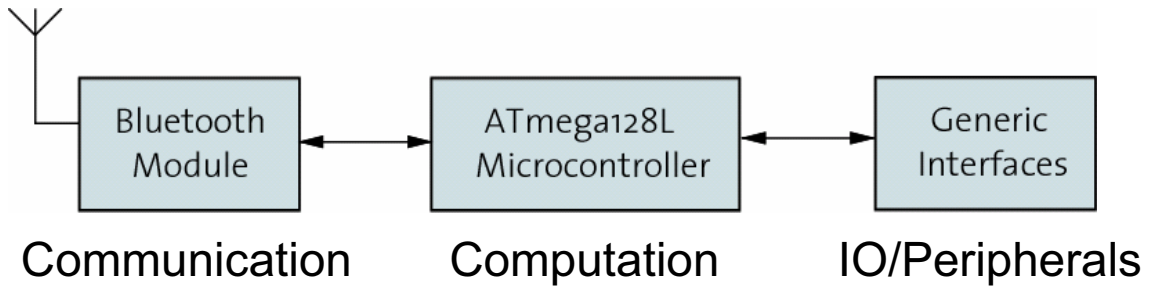 Bluetooth
Module
ATmega128L
Microcontroller
Generic
Interfaces
Communication
Computation
IO/Peripherals